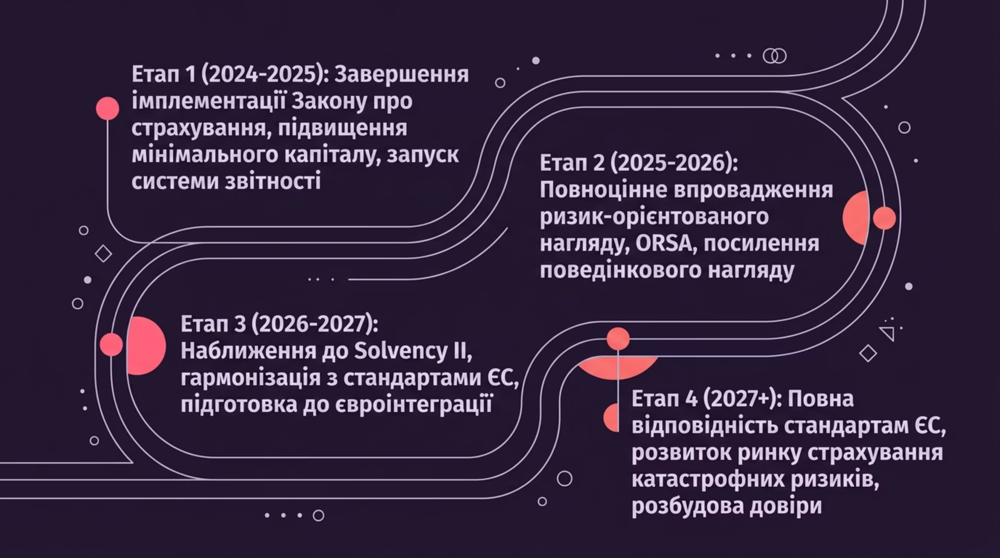 Етап 1 (2024-2025): Завершення
імплементації Закону про
страхування, підвищення
мінімального капіталу, запуск
системи звітності
Етап 2 (2025-2026):
Повноцінне впровадження
ризик-орієнтованого
нагляду, ORSA, посилення
поведінкового нагляду
Етап 3 (2026-2027):
Наближення до Solvency II,
гармонізація з стандартами ЄС,
підготовка до євроінтеграції
Етап 4 (2027+): Повна
відповідність стандартам ЄС,
розвиток ринку страхування
катастрофних ризиків,
розбудова довіри